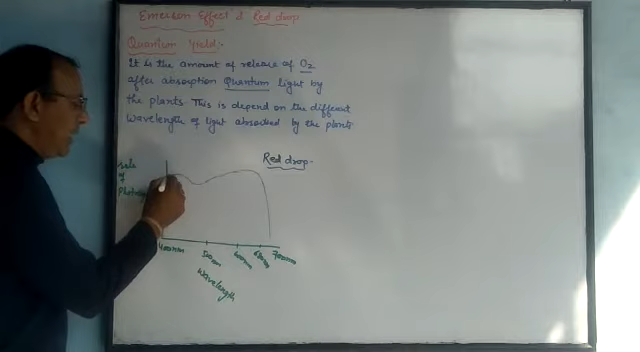 Emerson Effect & Red drop
Quantum Yield:-
It is the amount of release of O2
after absorption Quantum light by
the plants. This is depend on the different
Wavelength of light absorbed by the plants
Red drop-
rate
of
400nm
500nm
600nm
680nm
700nm
Wavelength